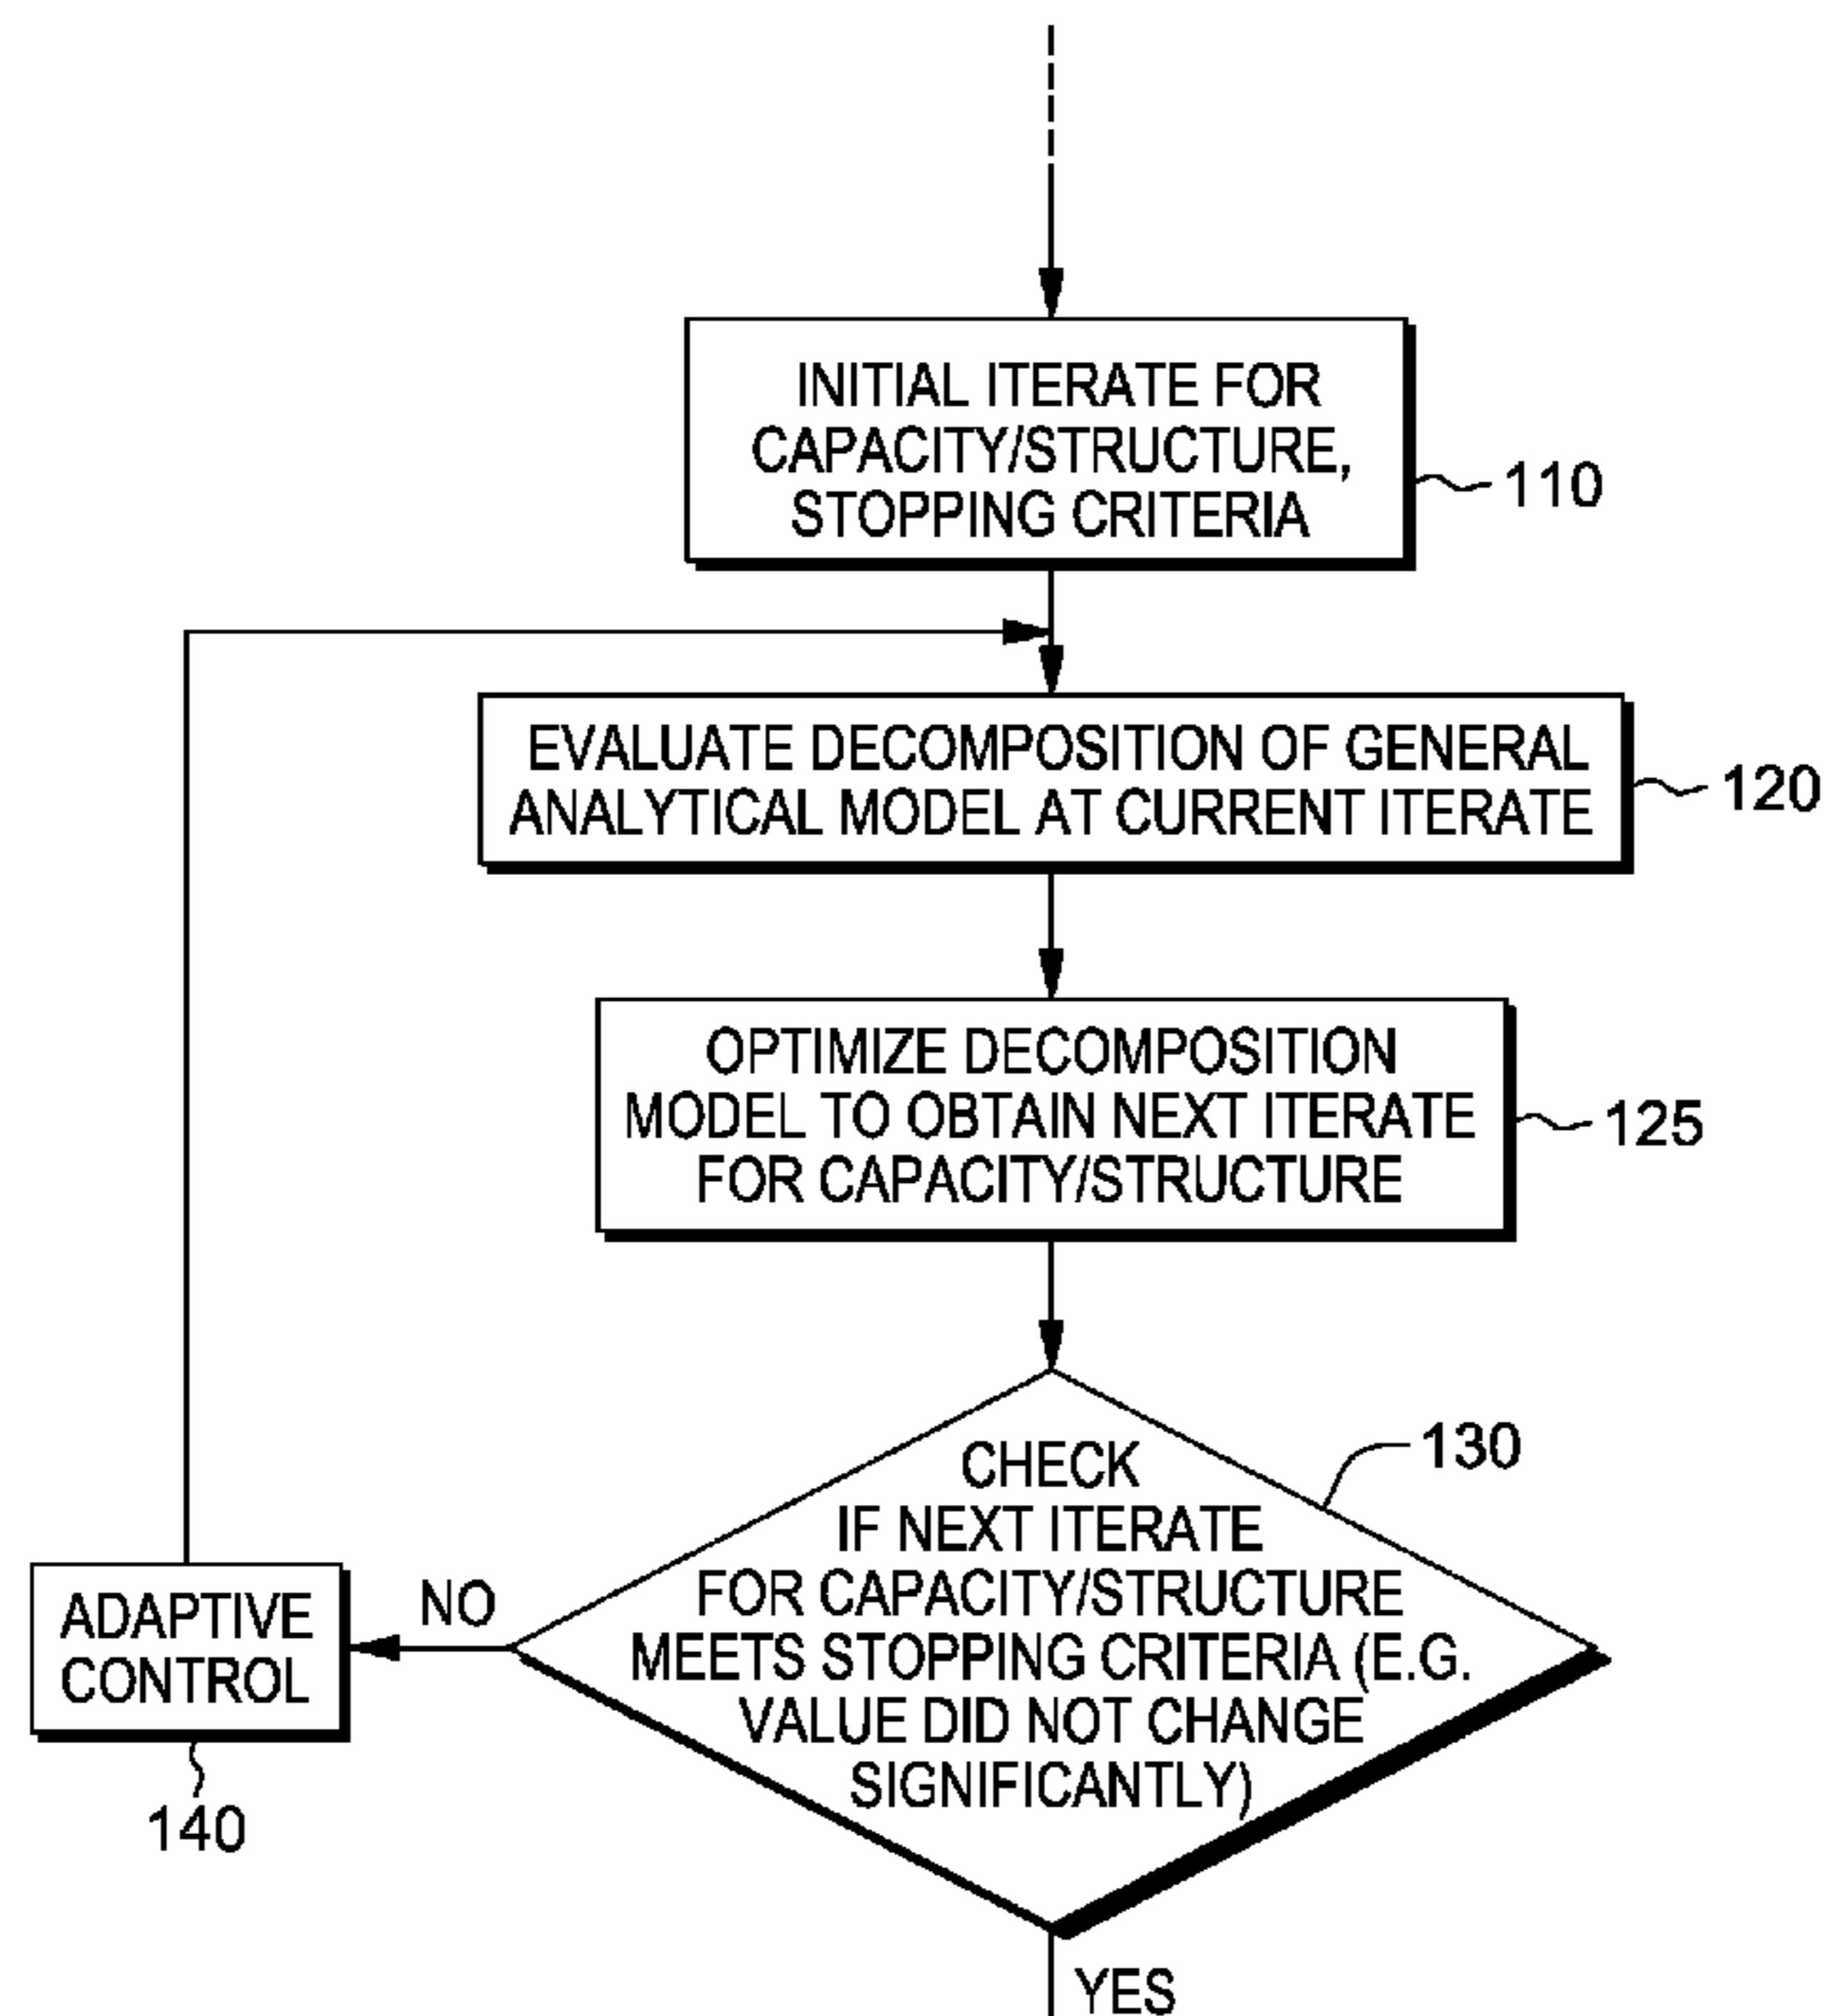 INITIAL ITERATE FOR
CAPACITY/STRUCTURE,
STOPPING CRITERIA
110
EVALUATE DECOMPOSITION OF GENERAL
ANALYTICAL MODEL AT CURRENT ITERATE
120
OPTIMIZE DECOMPOSITION
MODEL TO OBTAIN NEXT ITERATE
FOR CAPACITY/STRUCTURE
125
CHECK
IF NEXT ITERATE
FOR CAPACITY/STRUCTURE
MEETS STOPPING CRITERIA (E.G.
VALUE DID NOT CHANGE
SIGNIFICANTLY)
130
NO
ADAPTIVE
CONTROL
140
YES